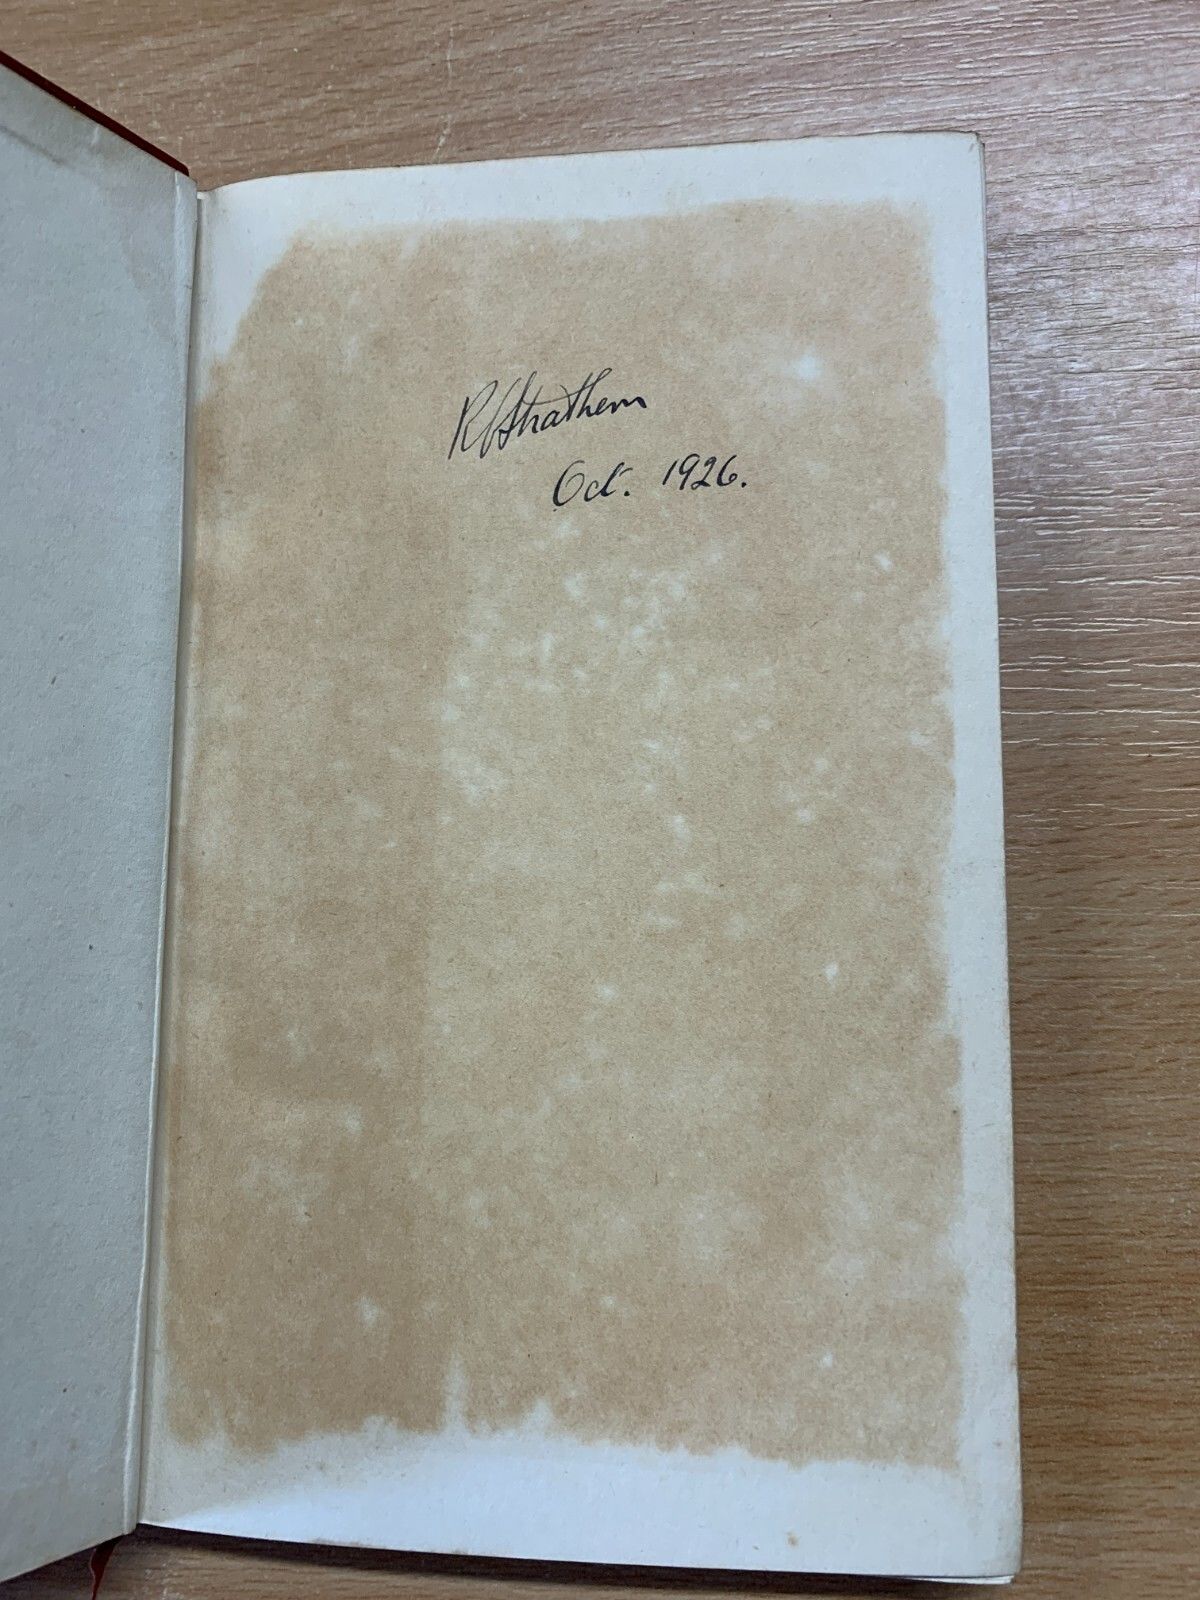 R V Strathern
Oct. 1926.